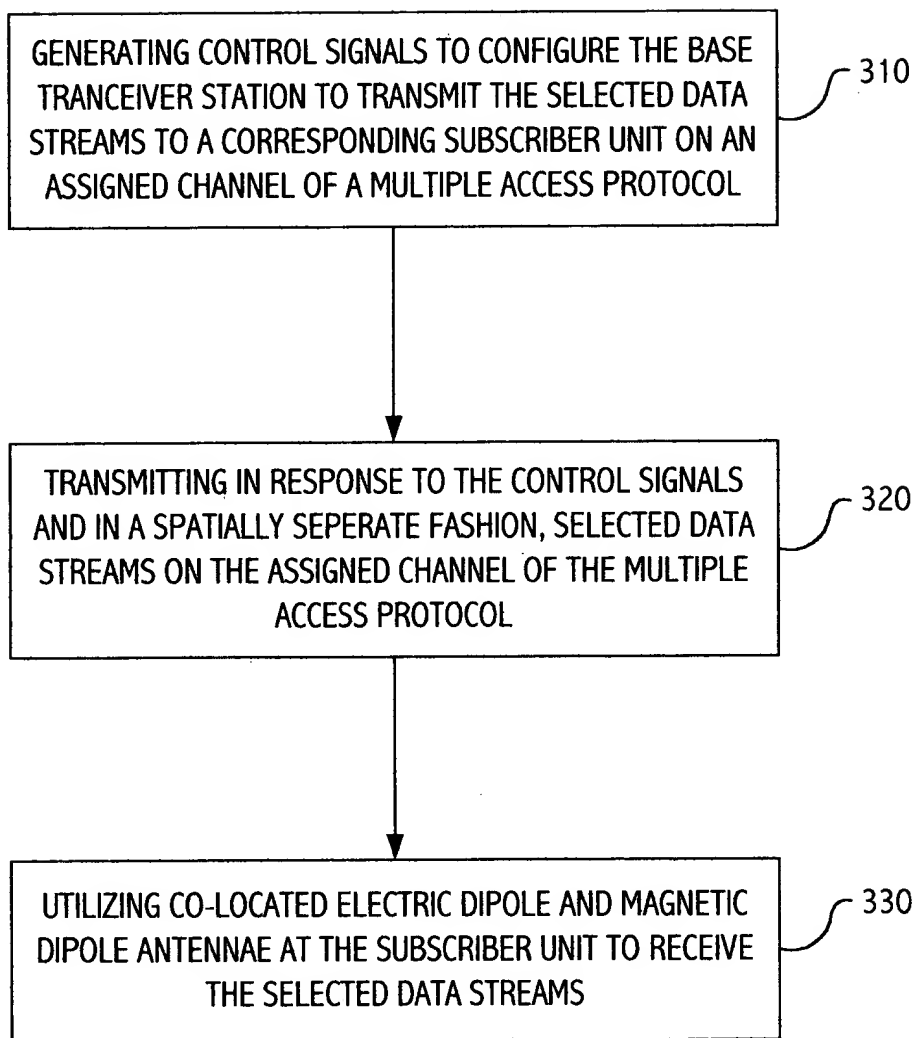 GENERATING CONTROL SIGNALS TO CONFIGURE THE BASE
TRANCEIVER STATION TO TRANSMIT THE SELECTED DATA
STREAMS TO A CORRESPONDING SUBSCRIBER UNIT ON AN
ASSIGNED CHANNEL OF A MULTIPLE ACCESS PROTOCOL
310
TRANSMITTING IN RESPONSE TO THE CONTROL SIGNALS
AND IN A SPATIALLY SEPERATE FASHION, SELECTED DATA
STREAMS ON THE ASSIGNED CHANNEL OF THE MULTIPLE
ACCESS PROTOCOL
320
UTILIZING CO-LOCATED ELECTRIC DIPOLE AND MAGNETIC
DIPOLE ANTENNAE AT THE SUBSCRIBER UNIT TO RECEIVE
THE SELECTED DATA STREAMS
330